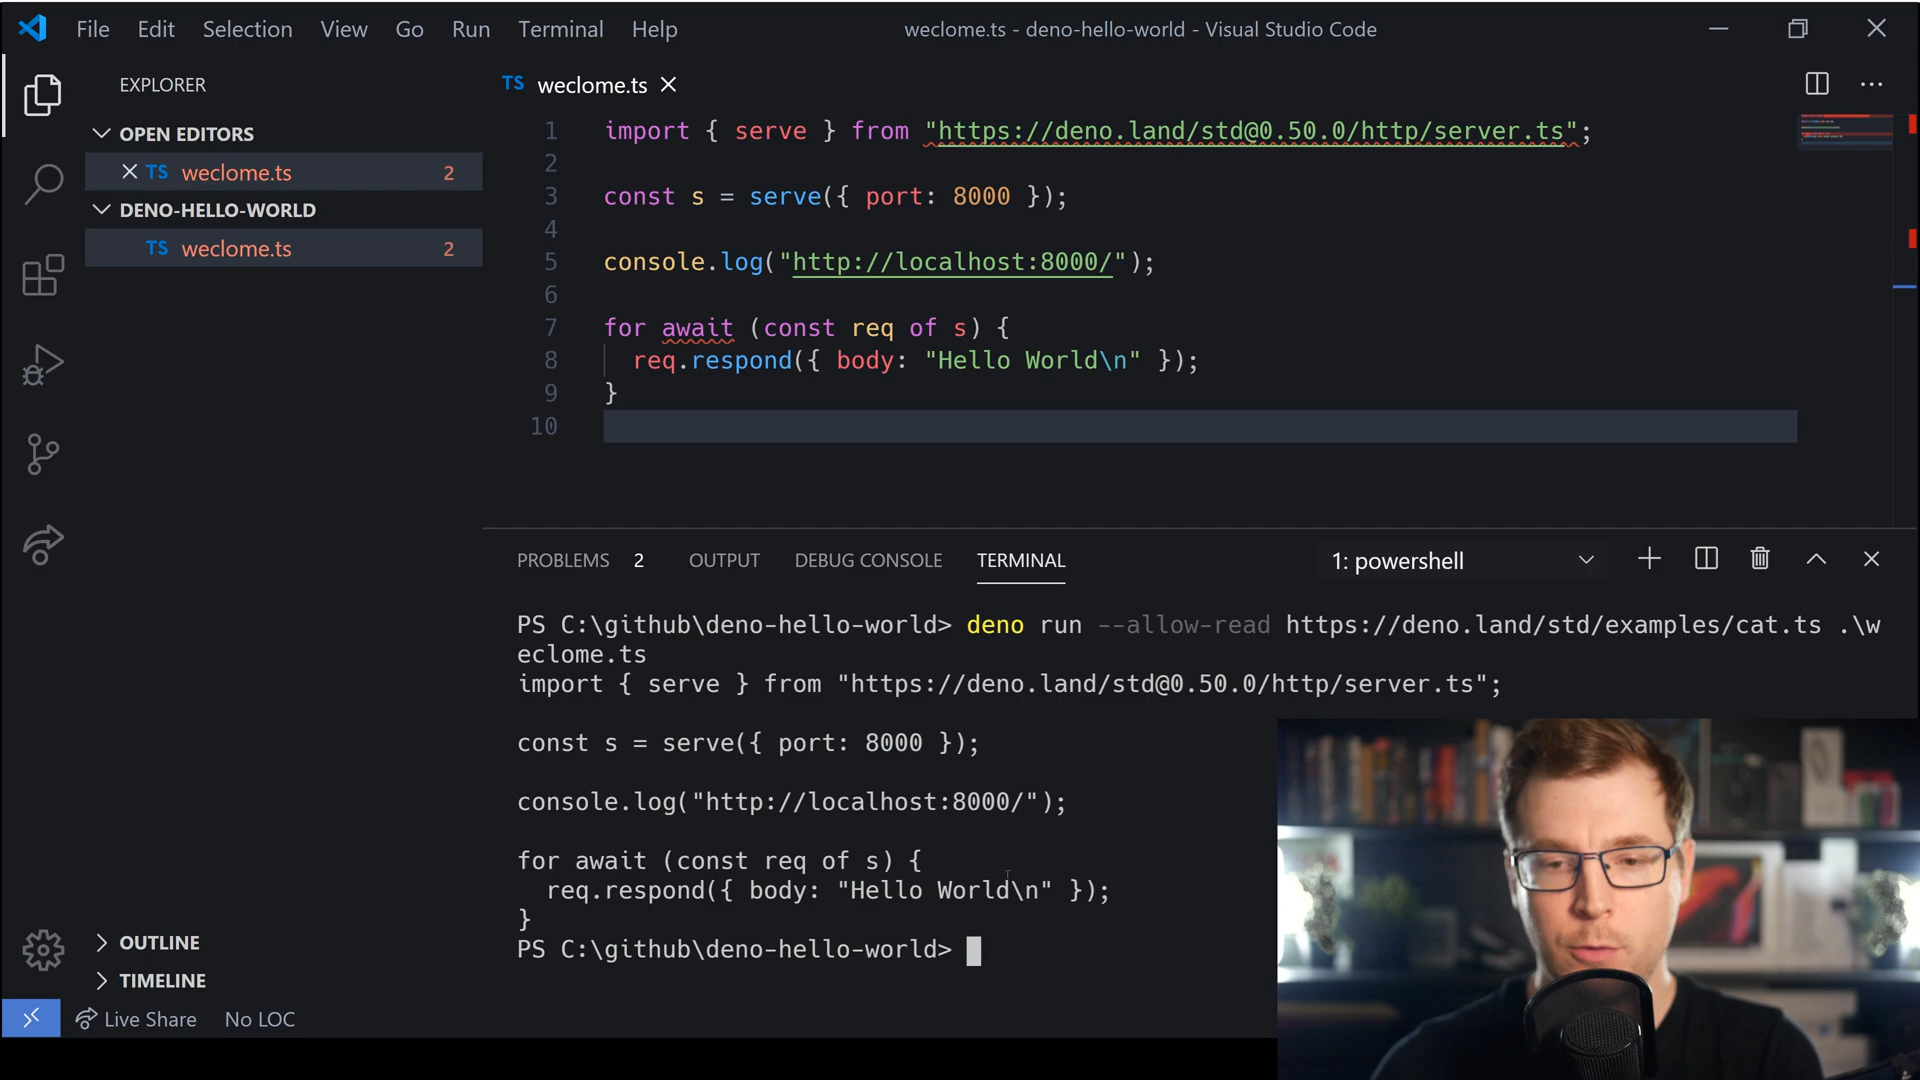 File Edit Selection View Go Run Terminal Help
weclome.ts - deno-hello-world - Visual Studio Code
EXPLORER
OPEN EDITORS
TS weclome.ts 2
DENO-HELLO-WORLD
TS weclome.ts 2
OUTLINE
TIMELINE
TS weclome.ts
1 import { serve } from "https://deno.land/std@0.50.0/http/server.ts";
2
3 const s = serve({ port: 8000 });
4
5 console.log("http://localhost:8000/");
6
7 for await (const req of s) {
8 req.respond({ body: "Hello World\n" });
9 }
10
PROBLEMS 2 OUTPUT DEBUG CONSOLE TERMINAL 1: powershell
PS C:\github\deno-hello-world> deno run --allow-read https://deno.land/std/examples/cat.ts .\w
eclome.ts
import { serve } from "https://deno.land/std@0.50.0/http/server.ts";
const s = serve({ port: 8000 });
console.log("http://localhost:8000/");
for await (const req of s) {
req.respond({ body: "Hello World\n" });
}
PS C:\github\deno-hello-world>
Live Share No LOC